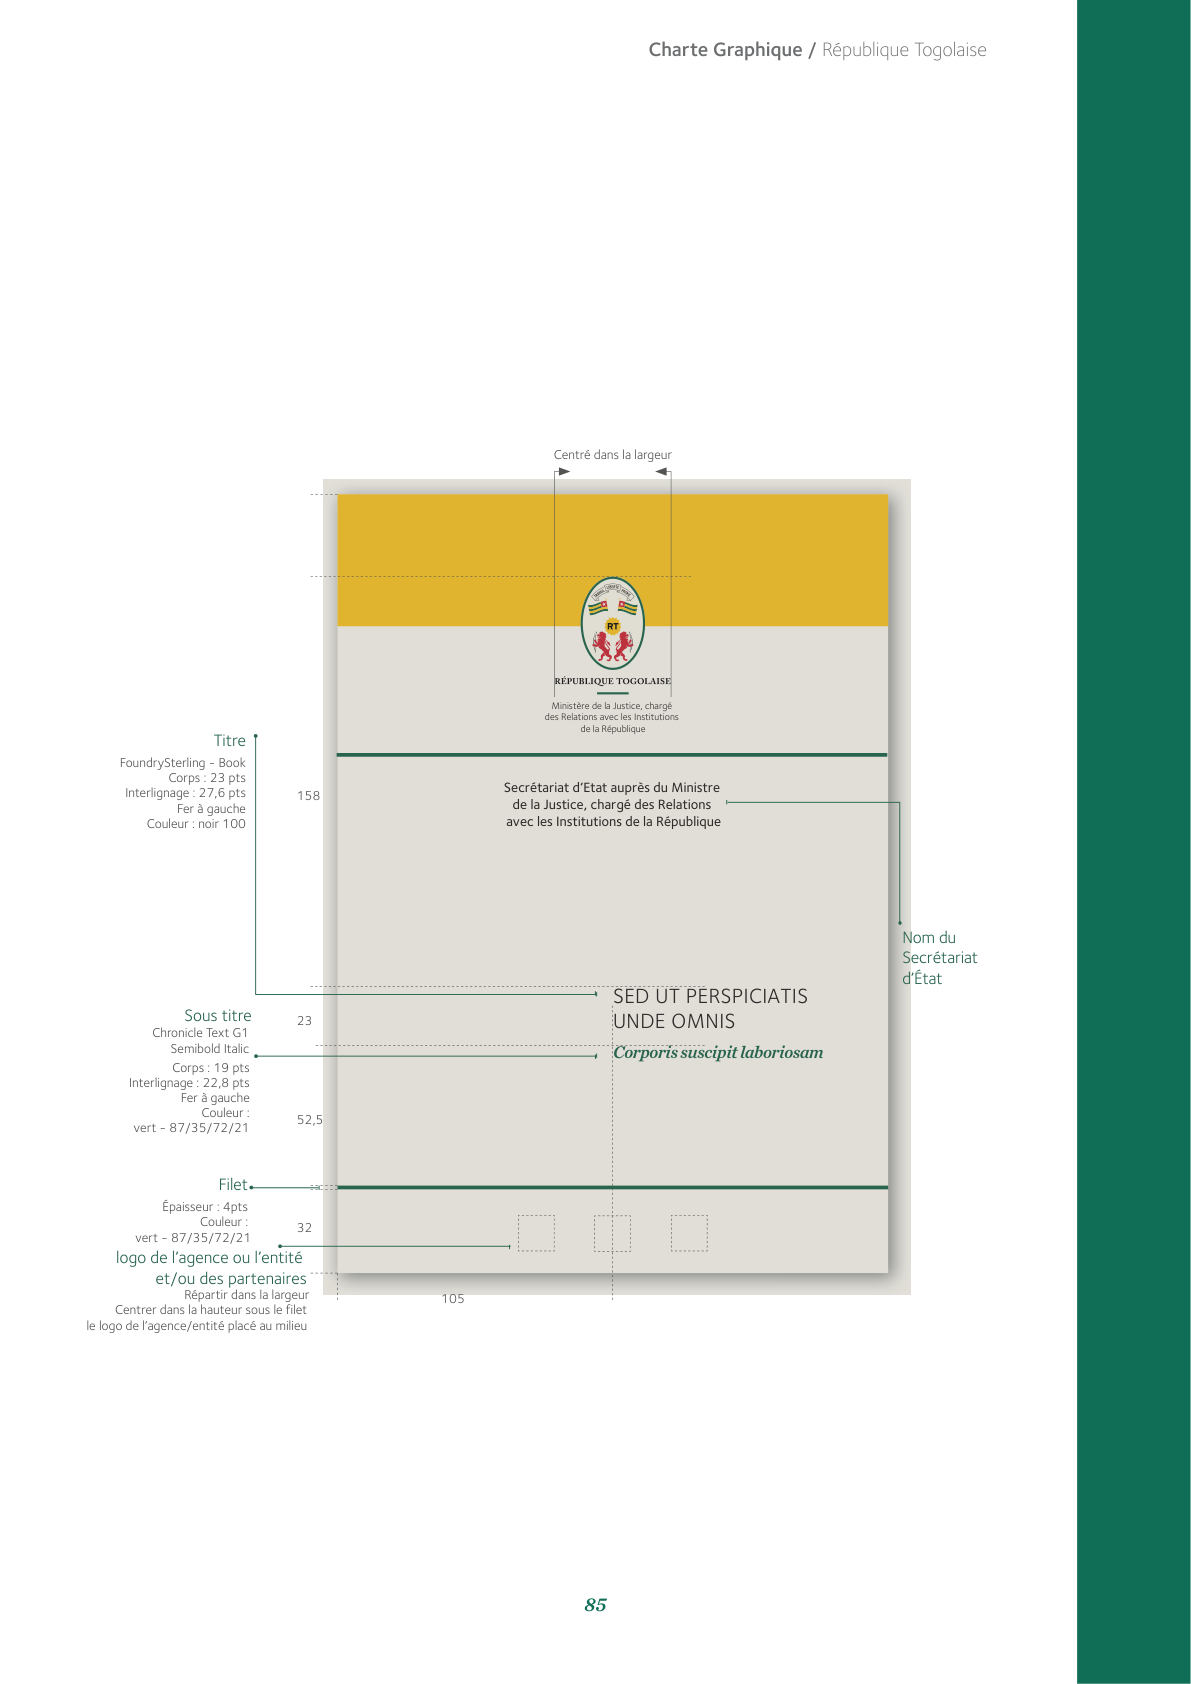 Charte Graphique / République Togolaise
Centré dans la largeur
RT
RÉPUBLIQUE TOGOLAISE
Ministère de la Justice, chargé
des Relations avec les Institutions
de la République
Titre
FoundrySterling - Book
Corps : 23 pts
Interlignage : 27,6 pts
Fer à gauche
Couleur : noir 100
158
Secrétariat d'Etat auprès du Ministre
de la Justice, chargé des Relations
avec les Institutions de la République
Nom du
Secrétariat
d'État
SED UT PERSPICIATIS
UNDE OMNIS
Corporis suscipit laboriosam
Sous titre
Chronicle Text G1
Semibold Italic
Corps : 19 pts
Interlignage : 22,8 pts
Fer à gauche
Couleur :
vert - 87/35/72/21
23
52,5
Filet
Épaisseur : 4pts
Couleur :
vert - 87/35/72/21
32
logo de l'agence ou l'entité
et/ou des partenaires
Répartir dans la largeur
Centrer dans la hauteur sous le filet
le logo de l'agence/entité placé au milieu
105
85